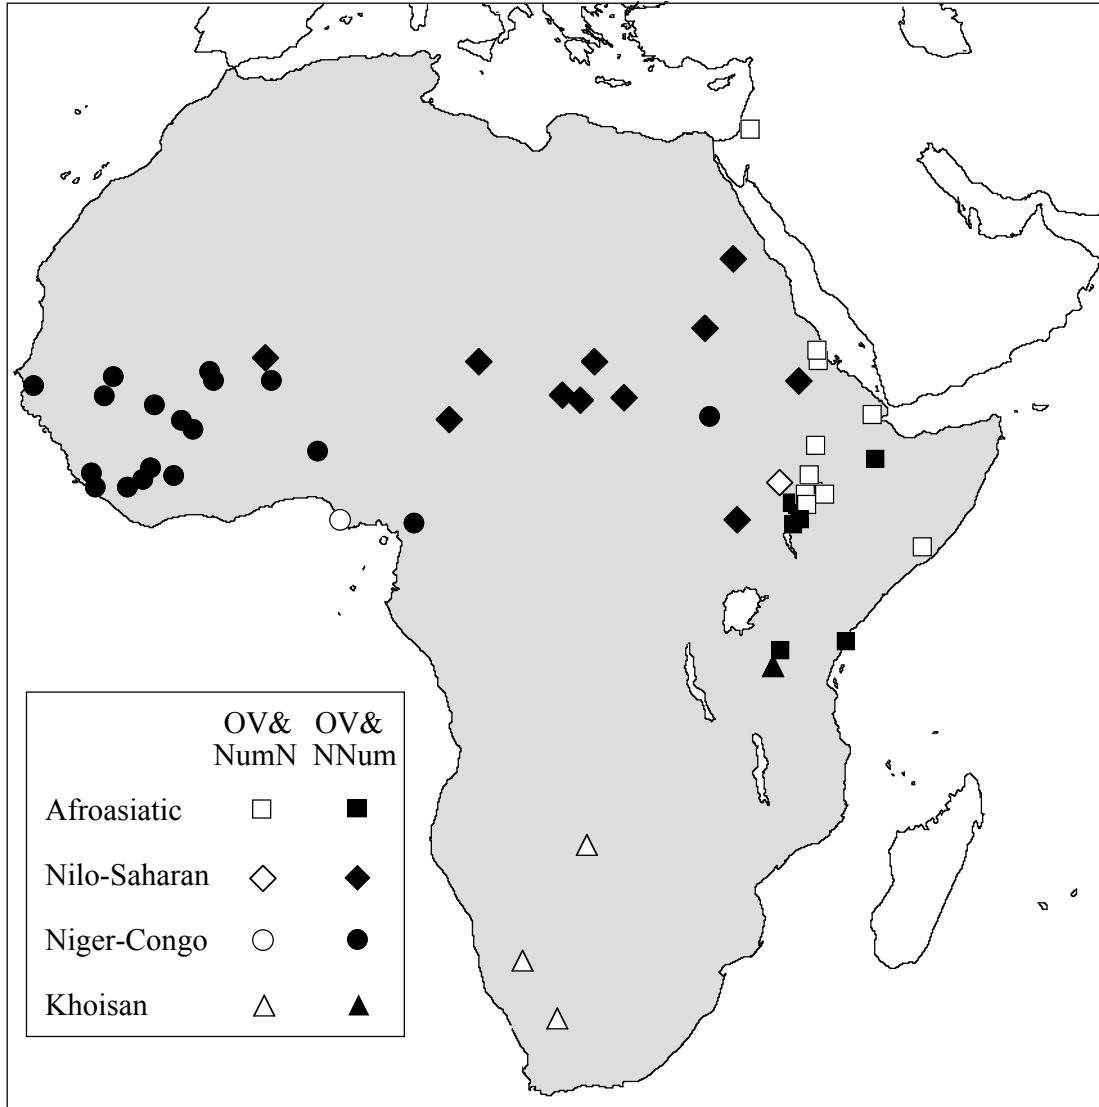 OV& OV&
NumN NNum
Afroasiatic
Nilo-Saharan
Niger-Congo
Khoisan